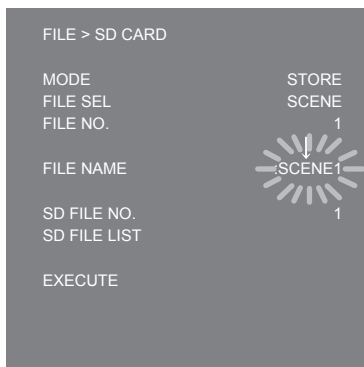 FILE > SD CARD
MODE STORE
FILE SEL SCENE
FILE NO. 1
↓
FILE NAME :SCENE1
SD FILE NO. 1
SD FILE LIST
EXECUTE